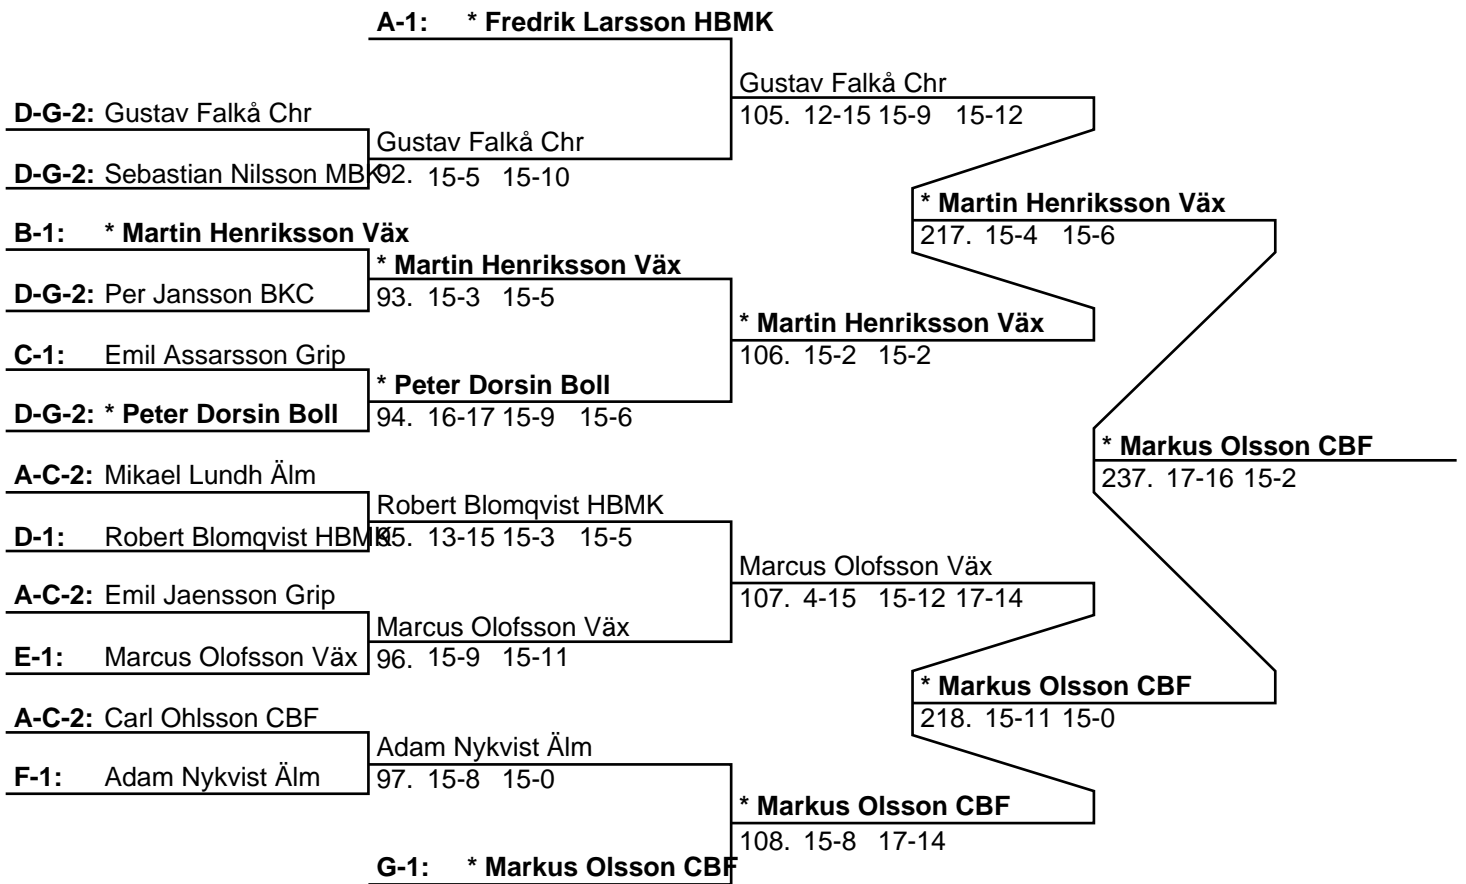 A-1: * Fredrik Larsson HBMK
Gustav Falkå Chr
D-G-2: Gustav Falkå Chr
105. 12-15 15-9 15-12
Gustav Falkå Chr
D-G-2: Sebastian Nilsson MBK
92. 15-5 15-10
* Martin Henriksson Väx
B-1: * Martin Henriksson Väx
217. 15-4 15-6
* Martin Henriksson Väx
D-G-2: Per Jansson BKC
93. 15-3 15-5
* Martin Henriksson Väx
C-1: Emil Assarsson Grip
106. 15-2 15-2
* Peter Dorsin Boll
D-G-2: * Peter Dorsin Boll
94. 16-17 15-9 15-6
* Markus Olsson CBF
A-C-2: Mikael Lundh Älm
237. 17-16 15-2
Robert Blomqvist HBMK
D-1: Robert Blomqvist HBMK
95. 13-15 15-3 15-5
Marcus Olofsson Väx
A-C-2: Emil Jaensson Grip
107. 4-15 15-12 17-14
Marcus Olofsson Väx
E-1: Marcus Olofsson Väx
96. 15-9 15-11
* Markus Olsson CBF
A-C-2: Carl Ohlsson CBF
218. 15-11 15-0
Adam Nykvist Älm
F-1: Adam Nykvist Älm
97. 15-8 15-0
* Markus Olsson CBF
108. 15-8 17-14
G-1: * Markus Olsson CBF